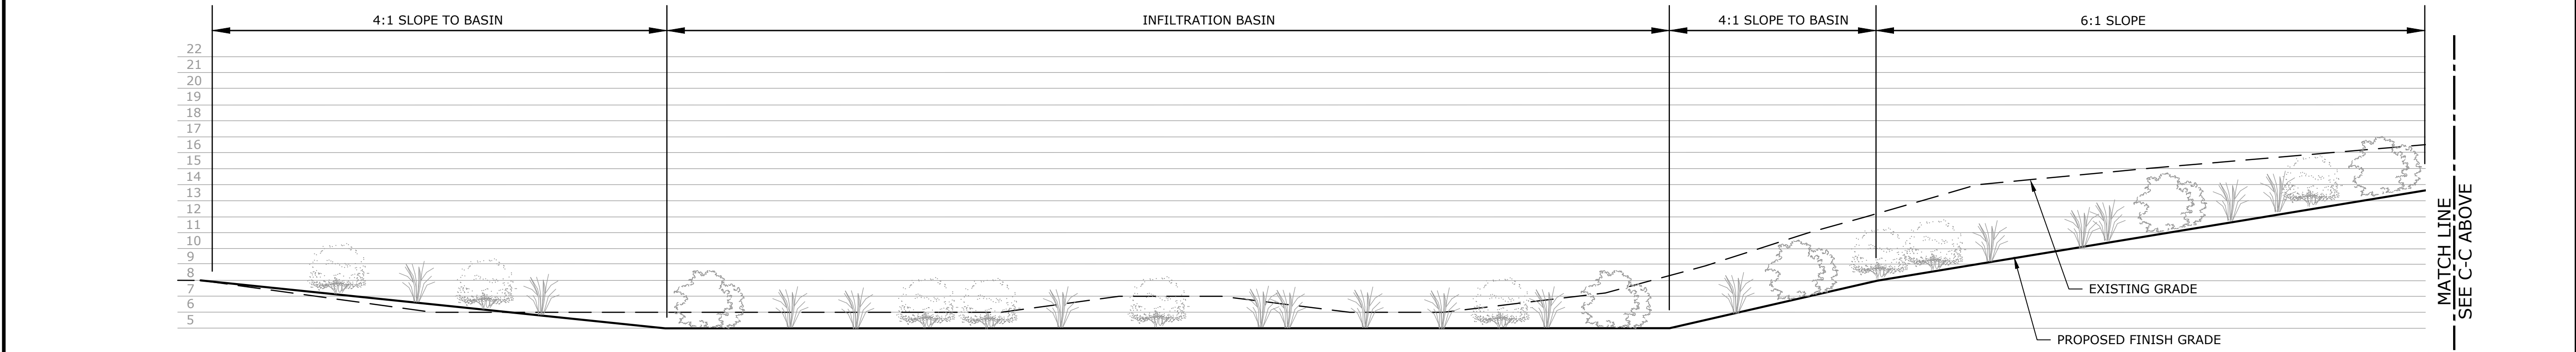 4:1 SLOPE TO BASIN
INFILTRATION BASIN
4:1 SLOPE TO BASIN
6:1 SLOPE
22
21
20
19
18
17
16
15
14
13
12
11
10
9
8
7
6
5
EXISTING GRADE
PROPOSED FINISH GRADE
MATCH LINE
SEE C-C ABOVE